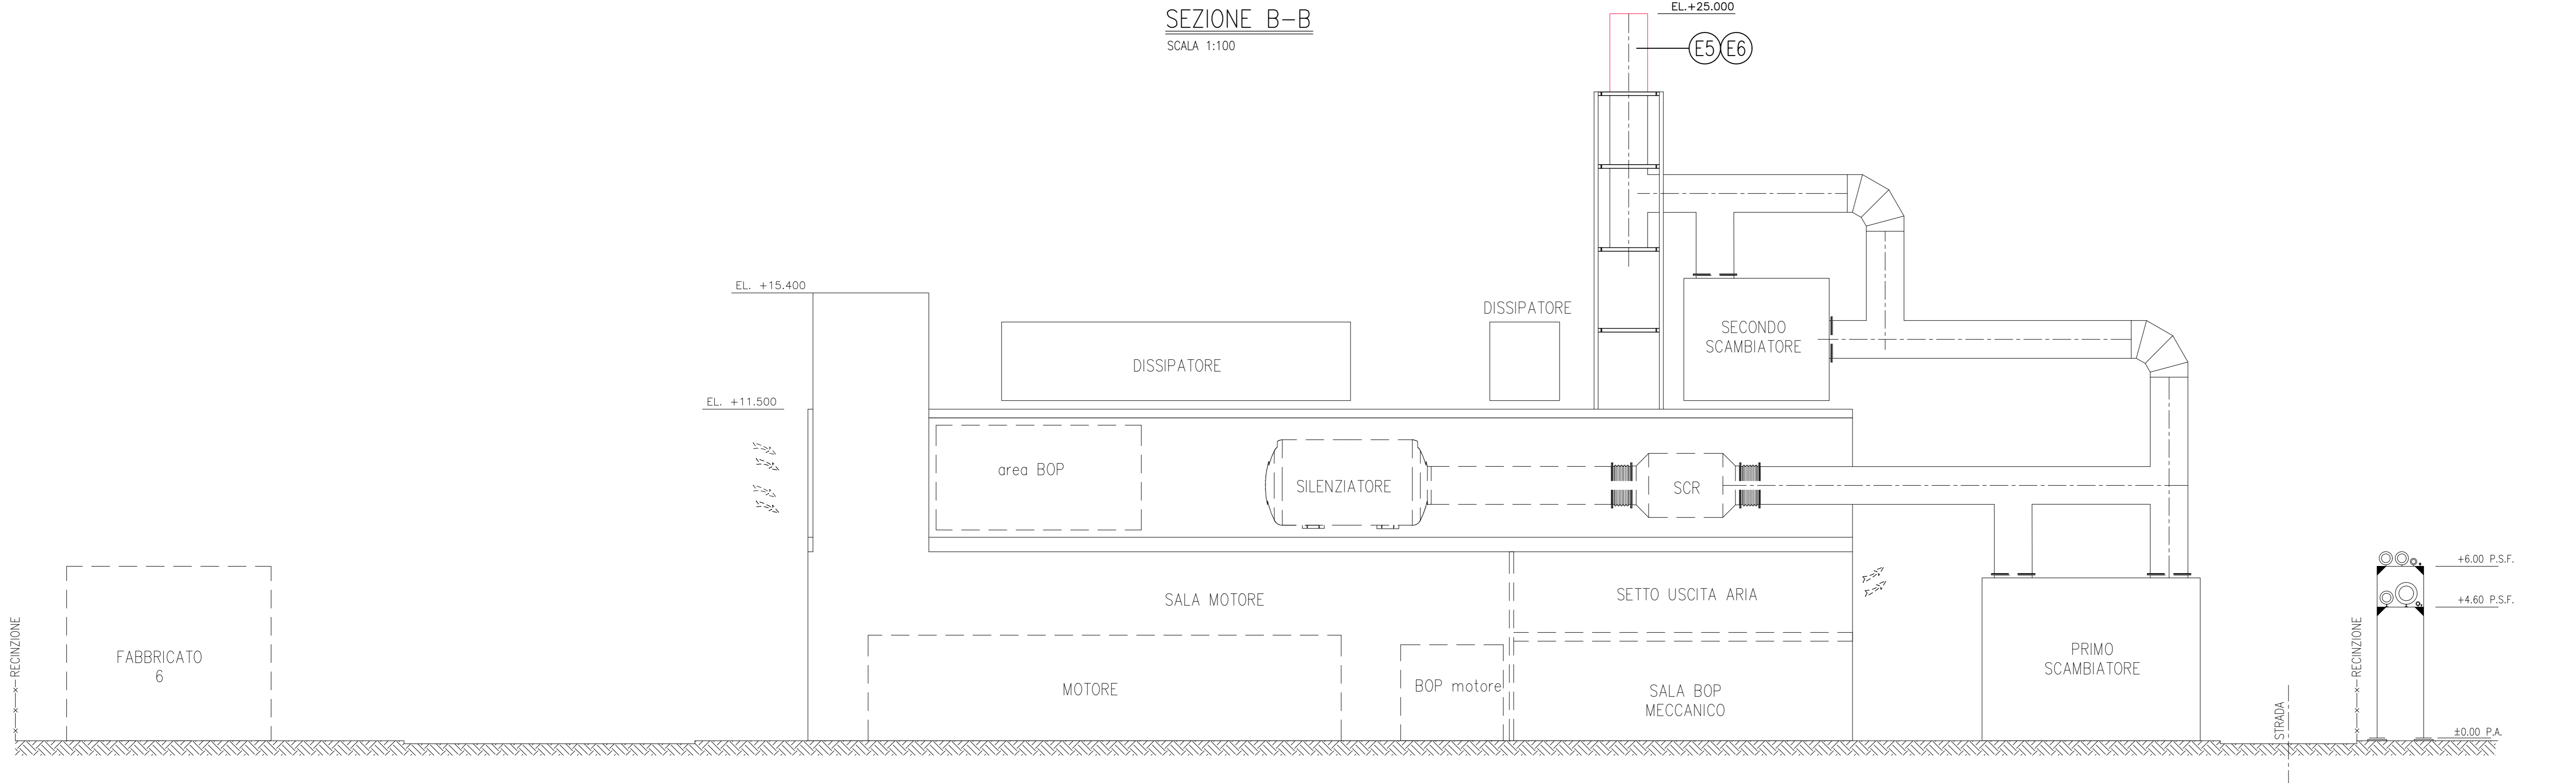 SEZIONE B-B
SCALA 1:100
EL.+25.000
E5 E6
EL. +15.400
DISSIPATORE
DISSIPATORE
SECONDO
SCAMBIATORE
EL. +11.500
area BOP
SILENZIATORE
SCR
+6.00 P.S.F.
SALA MOTORE
SETTO USCITA ARIA
+4.60 P.S.F.
RECINZIONE
FABBRICATO
6
MOTORE
BOP motore
SALA BOP
MECCANICO
PRIMO
SCAMBIATORE
STRADA
RECINZIONE
±0.00 P.A.